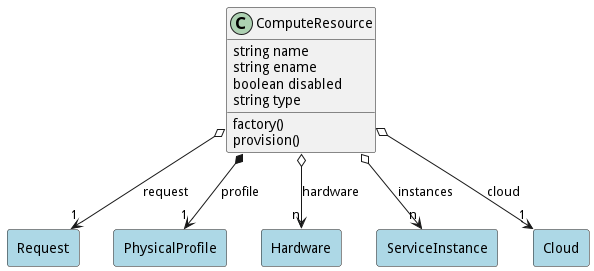 C ComputeResource
string name
string ename
boolean disabled
string type
factory()
provision()
request profile hardware instances cloud
1 1 n n 1
Request PhysicalProfile Hardware ServiceInstance Cloud